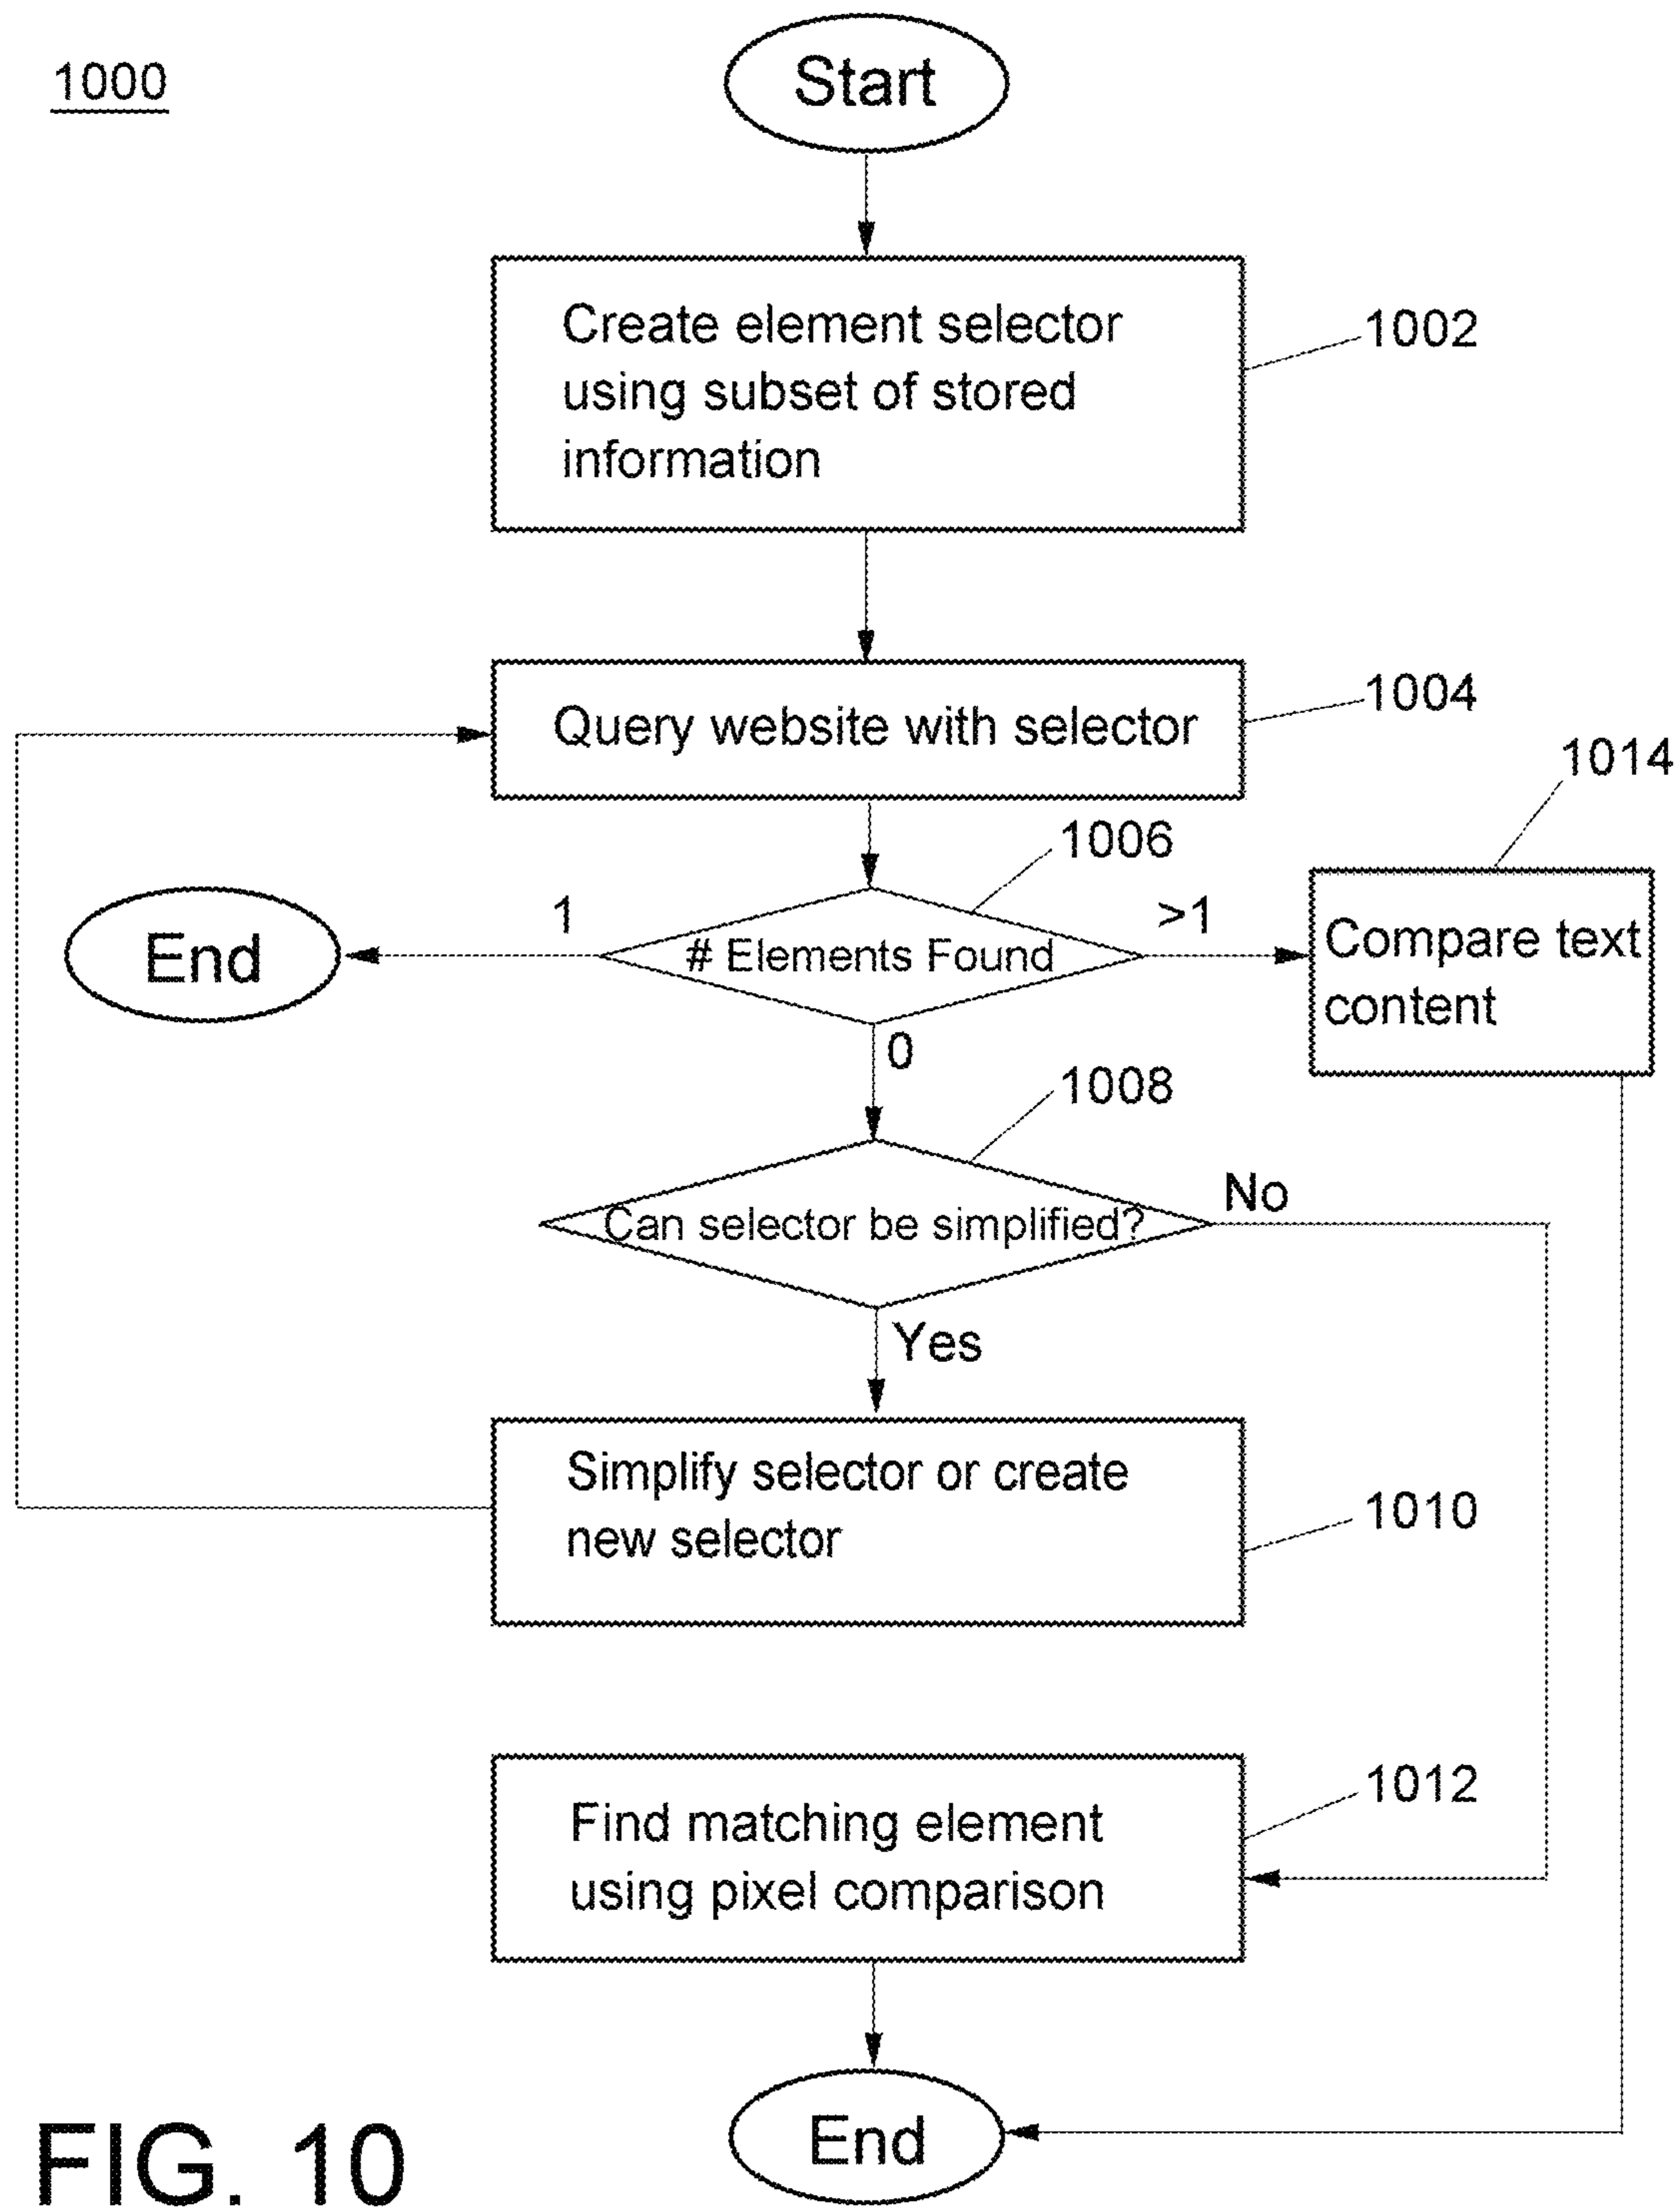 1000
Start
Create element selector
using subset of stored
information
1002
Query website with selector
1004
1014
1006
End
1
# Elements Found
>1
Compare text
content
0
1008
Can selector be simplified?
No
Yes
Simplify selector or create
new selector
1010
Find matching element
using pixel comparison
1012
End
FIG. 10